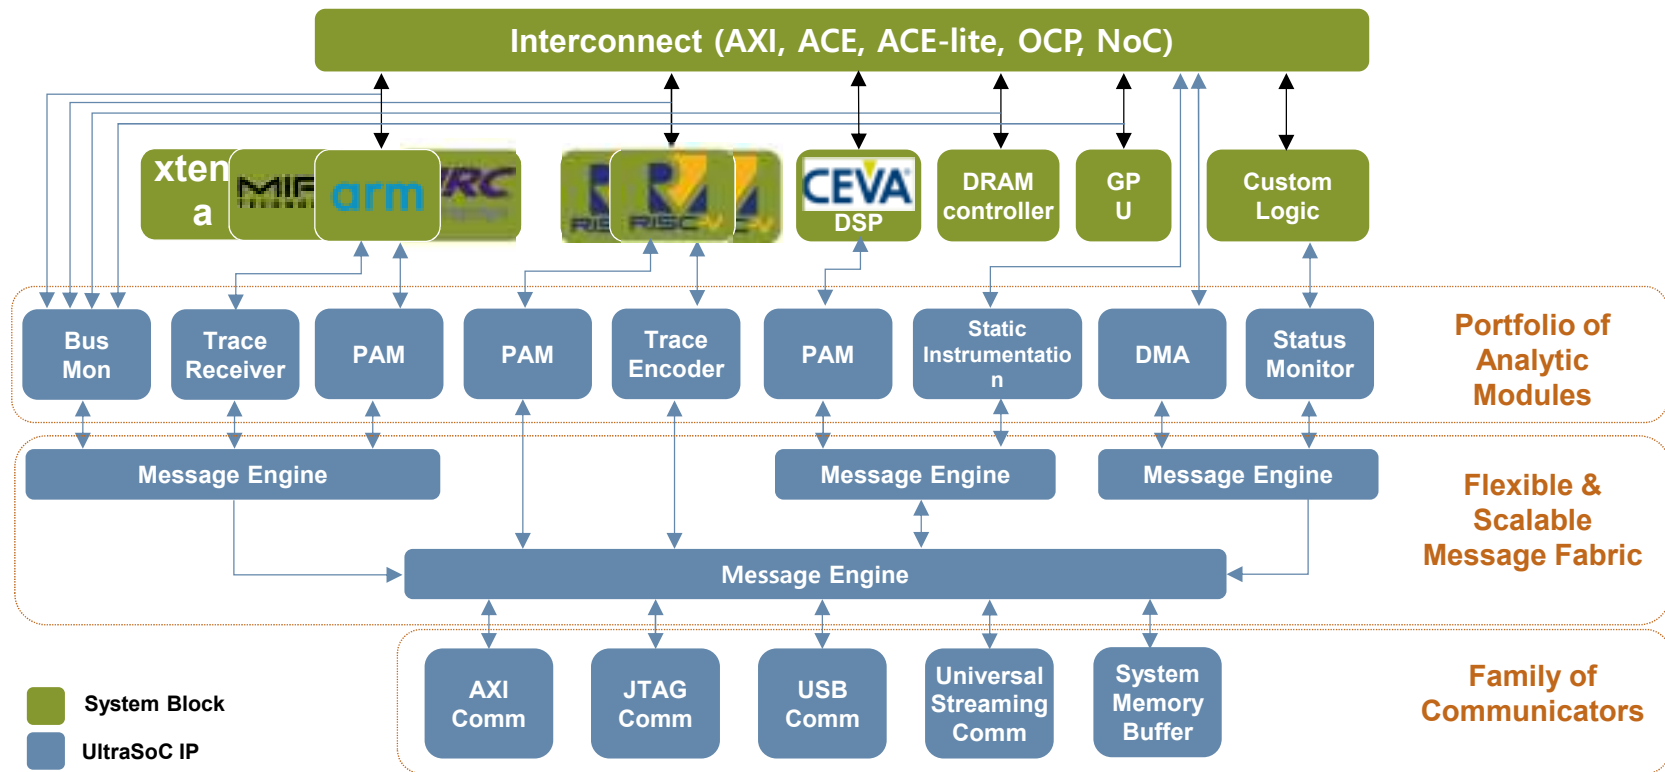 Interconnect (AXI, ACE, ACE-lite, OCP, NoC)
xten
a
arm
RISC-V
CEVA
DSP
DRAM
controller
GP
U
Custom
Logic
Bus
Mon
Trace
Receiver
PAM
PAM
Trace
Encoder
PAM
Static
Instrumentatio
n
DMA
Status
Monitor
Portfolio of
Analytic
Modules
Message Engine
Message Engine
Message Engine
Flexible &
Scalable
Message Fabric
Message Engine
AXI
Comm
JTAG
Comm
USB
Comm
Universal
Streaming
Comm
System
Memory
Buffer
Family of
Communicators
System Block
UltraSoC IP